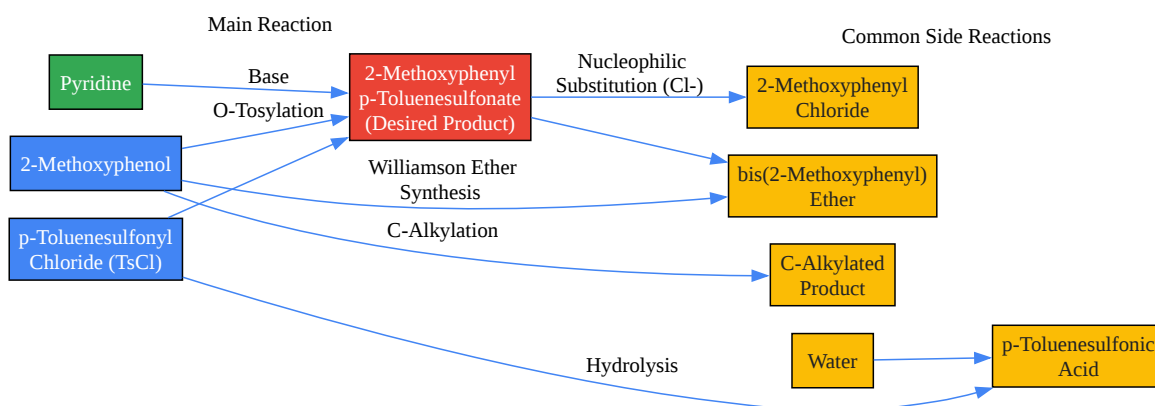 Main Reaction
Common Side Reactions
Pyridine
Base
O-Tosylation
2-Methoxyphenyl
p-Toluenesulfonate
(Desired Product)
Nucleophilic
Substitution (Cl-)
2-Methoxyphenyl
Chloride
2-Methoxyphenol
Williamson Ether
Synthesis
bis(2-Methoxyphenyl)
Ether
p-Toluenesulfonyl
Chloride (TsCl)
C-Alkylation
C-Alkylated
Product
Hydrolysis
Water
p-Toluenesulfonic
Acid